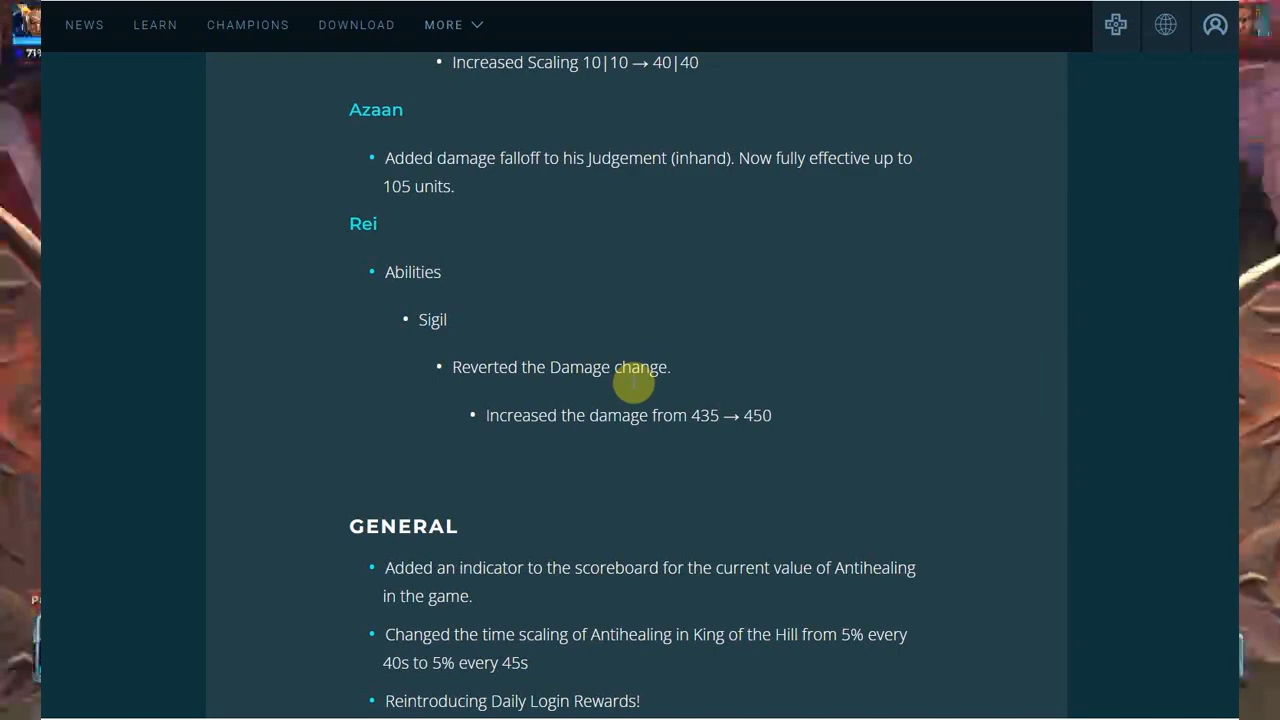 NEWS LEARN CHAMPIONS DOWNLOAD MORE
71%
• Increased Scaling 10|10 → 40|40
Azaan
• Added damage falloff to his Judgement (inhand). Now fully effective up to
105 units.
Rei
• Abilities
• Sigil
• Reverted the Damage change.
• Increased the damage from 435 → 450
GENERAL
• Added an indicator to the scoreboard for the current value of Antihealing
in the game.
• Changed the time scaling of Antihealing in King of the Hill from 5% every
40s to 5% every 45s
• Reintroducing Daily Login Rewards!